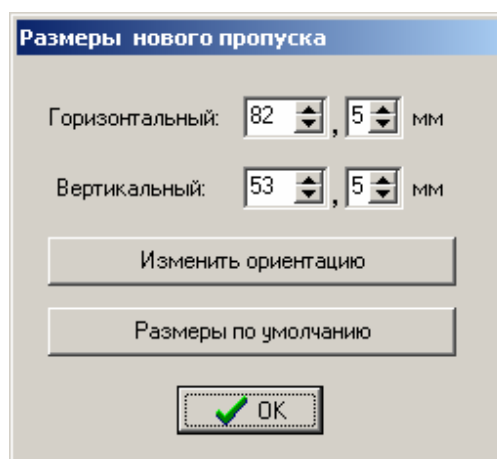 Размеры нового пропуска
Горизонтальный: 82 , 5 мм
Вертикальный: 53 , 5 мм
Изменить ориентацию
Размеры по умолчанию
OK